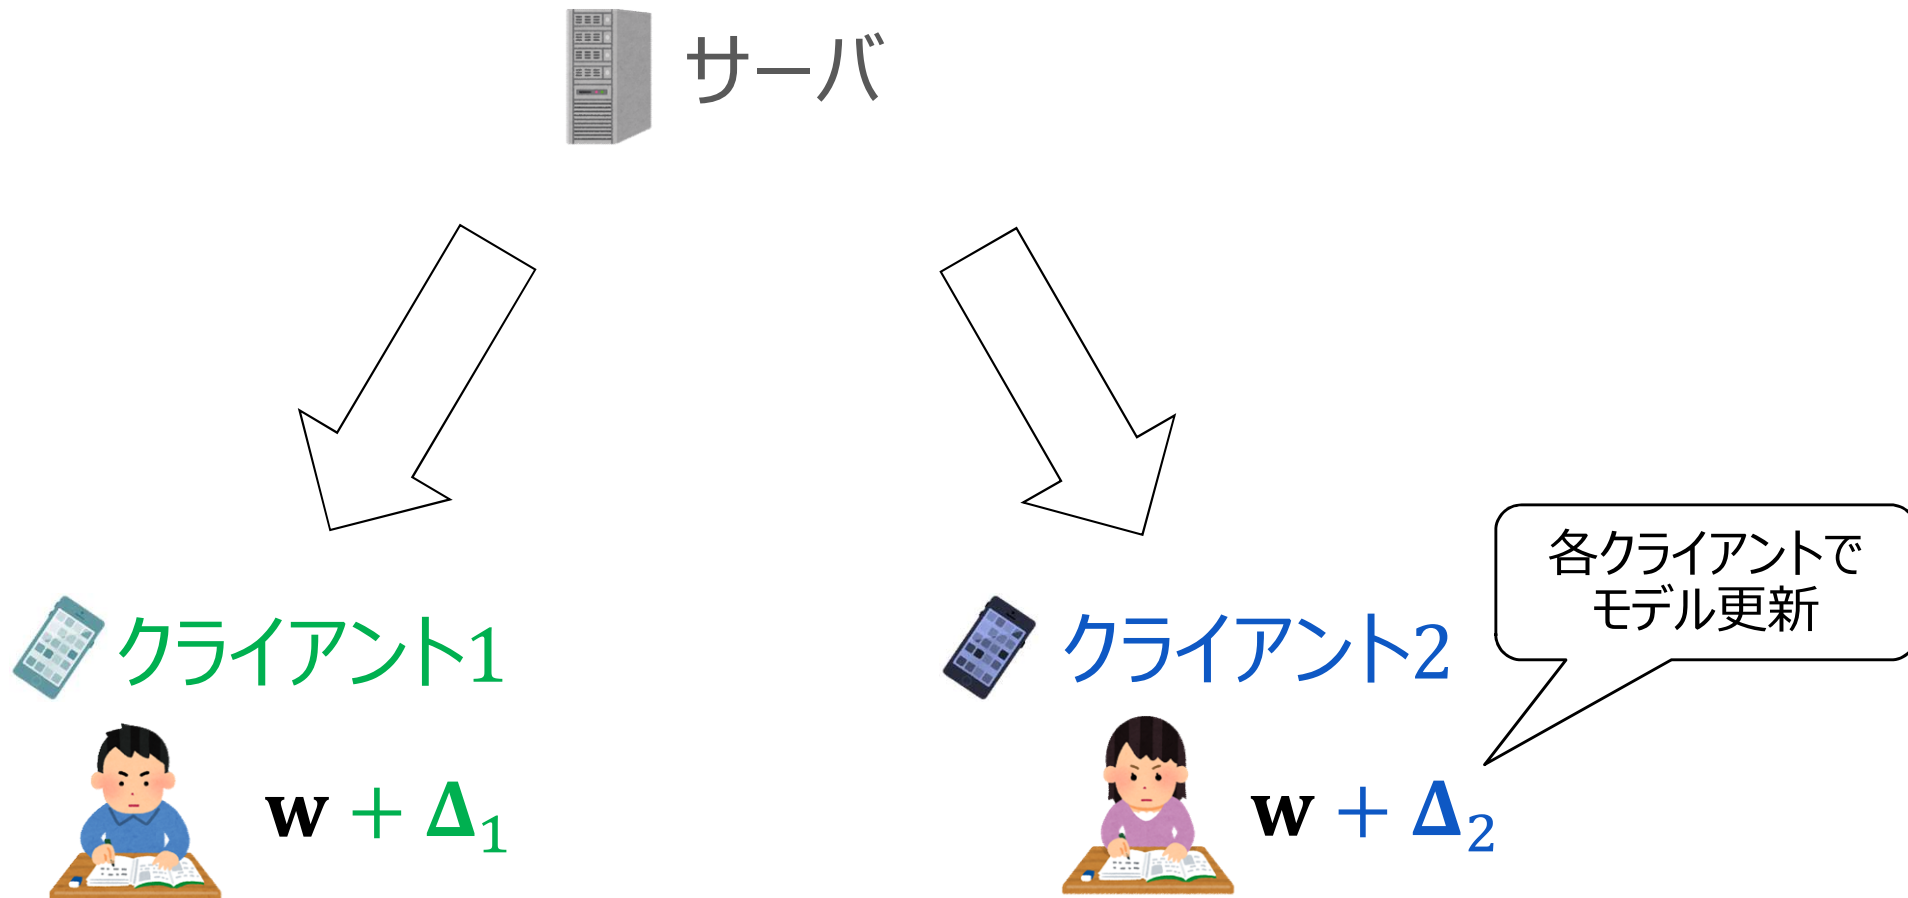 サーバ
クライアント1
クライアント2
各クライアントで
モデル更新
w + Δ₁
w + Δ₂